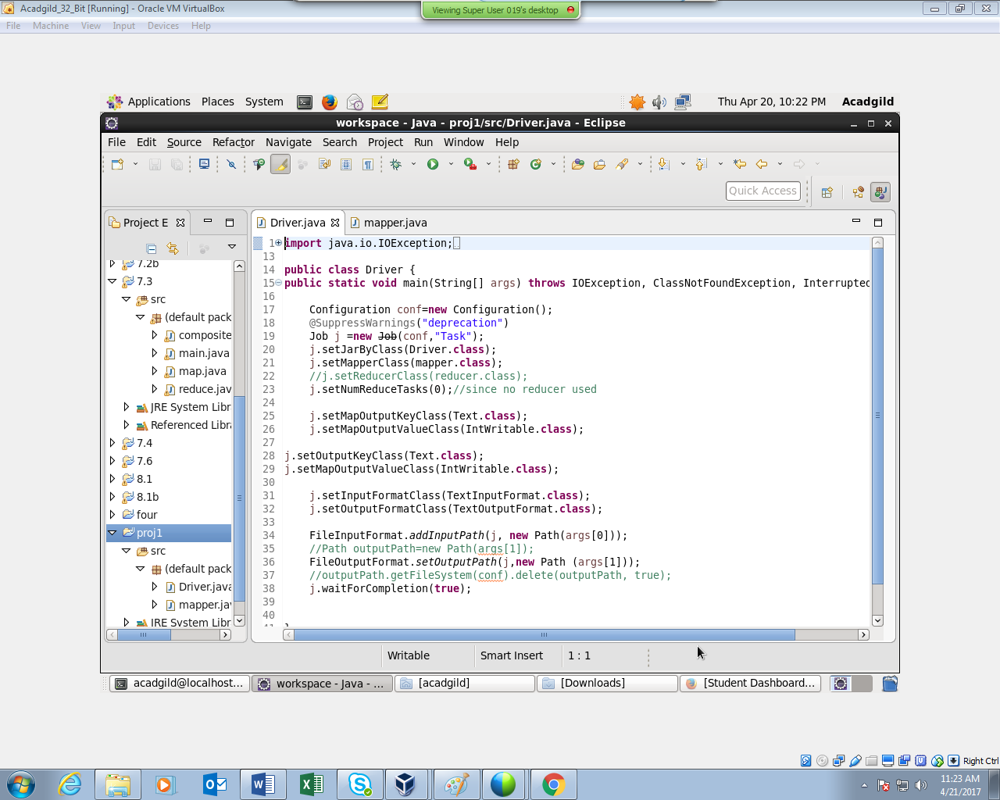 Acadgild_32_Bit [Running] - Oracle VM VirtualBox
Viewing Super User 019's desktop
File Machine View Input Devices Help
Applications Places System
Thu Apr 20, 10:22 PM Acadgild
workspace - Java - proj1/src/Driver.java - Eclipse
File Edit Source Refactor Navigate Search Project Run Window Help
Quick Access
Project E
Driver.java
mapper.java
7.2b
7.3
src
(default pack
composite
main.java
map.java
reduce.jav
JRE System Libr
Referenced Libra
7.4
7.6
8.1
8.1b
four
proj1
src
(default pack
Driver.java
mapper.jav
JRE System Libr
1 import java.io.IOException;
13
14 public class Driver {
15 public static void main(String[] args) throws IOException, ClassNotFoundException, Interrupted
16
17 Configuration conf=new Configuration();
18 @SuppressWarnings("deprecation")
19 Job j =new Job(conf,"Task");
20 j.setJarByClass(Driver.class);
21 j.setMapperClass(mapper.class);
22 //j.setReducerClass(reducer.class);
23 j.setNumReduceTasks(0);//since no reducer used
24
25 j.setMapOutputKeyClass(Text.class);
26 j.setMapOutputValueClass(IntWritable.class);
27
28 j.setOutputKeyClass(Text.class);
29 j.setMapOutputValueClass(IntWritable.class);
30
31 j.setInputFormatClass(TextInputFormat.class);
32 j.setOutputFormatClass(TextOutputFormat.class);
33
34 FileInputFormat.addInputPath(j, new Path(args[0]));
35 //Path outputPath=new Path(args[1]);
36 FileOutputFormat.setOutputPath(j,new Path (args[1]));
37 //outputPath.getFileSystem(conf).delete(outputPath, true);
38 j.waitForCompletion(true);
39
40
41 }
Writable Smart Insert 1 : 1
acadgild@localhost... workspace - Java - ... [acadgild] [Downloads] [Student Dashboard...
Right Ctrl
11:23 AM
4/21/2017